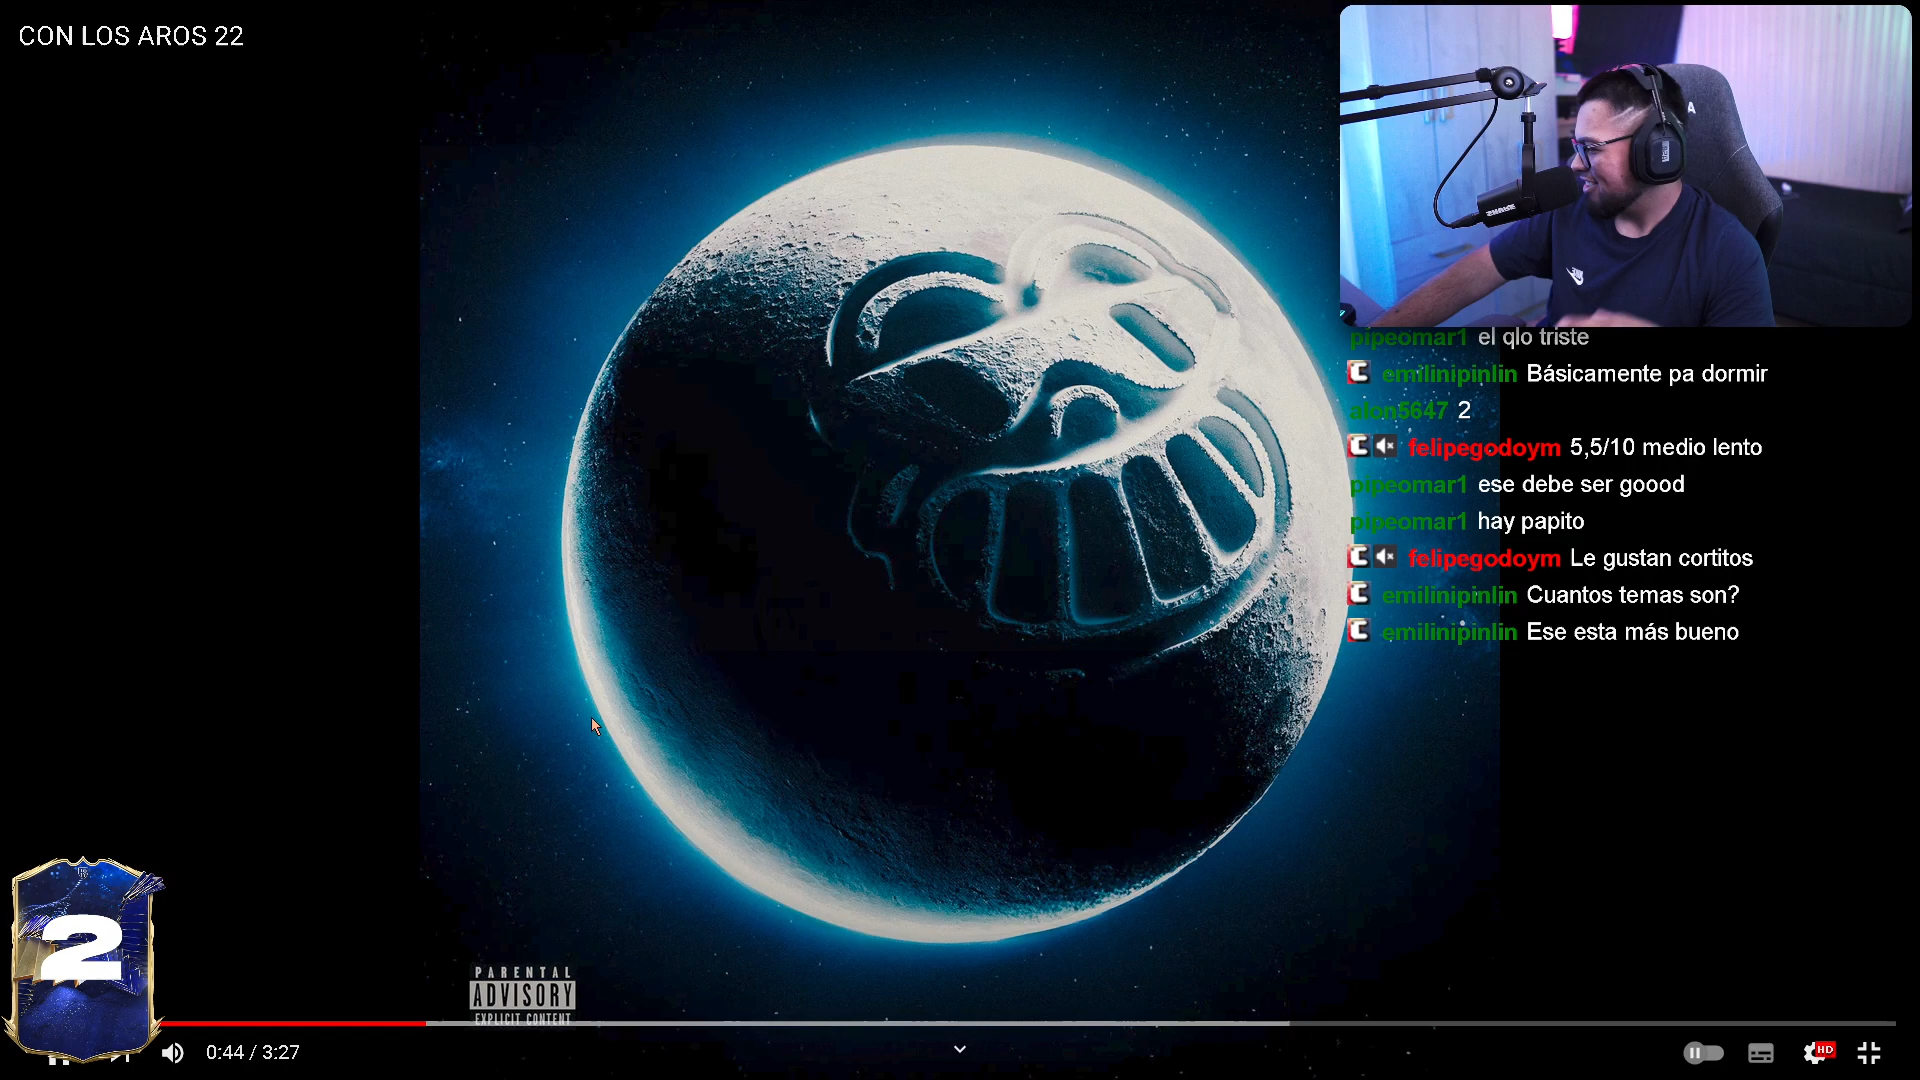 CON LOS AROS 22
A
SHURE
pipeomar1 el qlo triste
emilinipinlin Básicamente pa dormir
alon5647 2
felipegodoym 5,5/10 medio lento
pipeomar1 ese debe ser goood
pipeomar1 hay papito
felipegodoym Le gustan cortitos
emilinipinlin Cuantos temas son?
emilinipinlin Ese esta más bueno
2
PARENTAL
ADVISORY
EXPLICIT CONTENT
0:44 / 3:27
HD